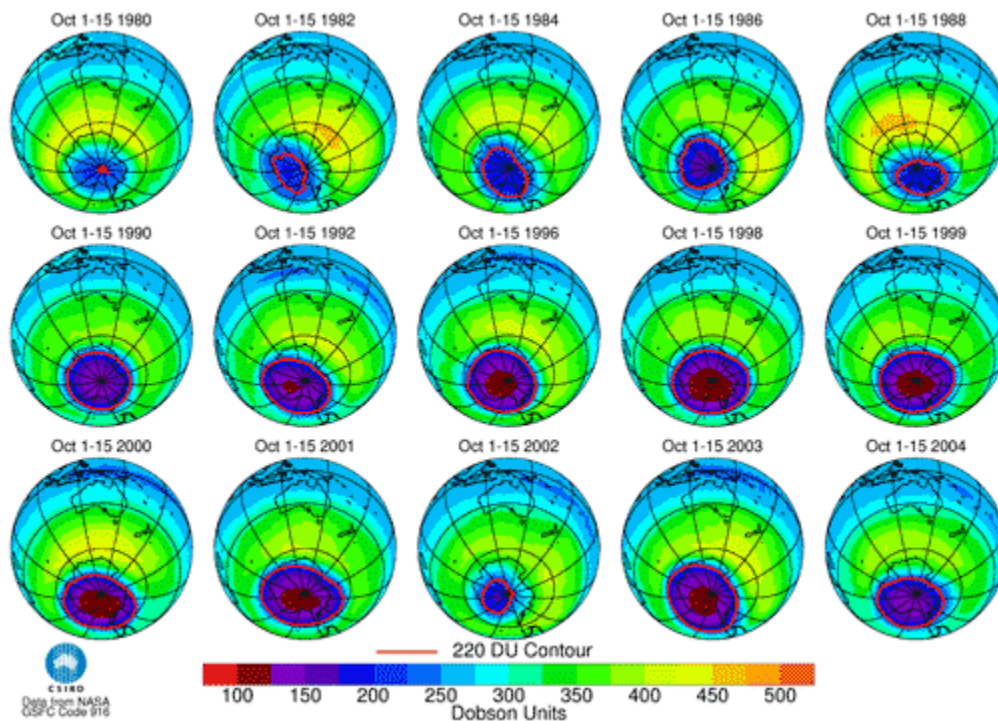 Oct 1-15 1980
Oct 1-15 1982
Oct 1-15 1984
Oct 1-15 1986
Oct 1-15 1988
Oct 1-15 1990
Oct 1-15 1992
Oct 1-15 1996
Oct 1-15 1998
Oct 1-15 1999
Oct 1-15 2000
Oct 1-15 2001
Oct 1-15 2002
Oct 1-15 2003
Oct 1-15 2004
220 DU Contour
CSIRO
Data from NASA
GSFC Code 916
100 150 200 250 300 350 400 450 500
Dobson Units